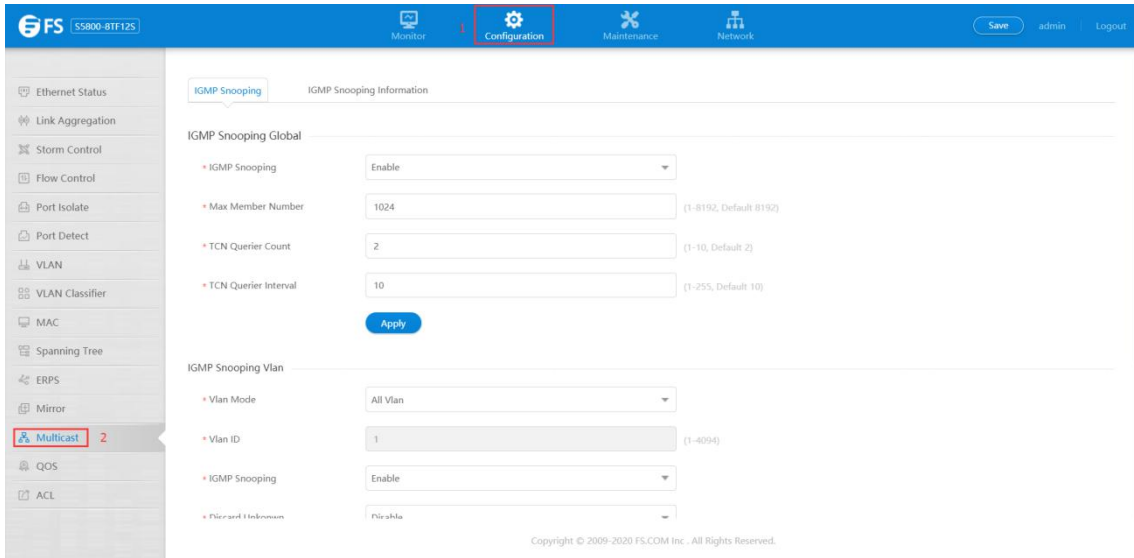 FS S5800-8TF12S
Monitor 1 Configuration Maintenance Network
Save admin Logout
Ethernet Status
Link Aggregation
Storm Control
Flow Control
Port Isolate
Port Detect
VLAN
VLAN Classifier
MAC
Spanning Tree
ERPS
Mirror
Multicast 2
QOS
ACL
IGMP Snooping IGMP Snooping Information
IGMP Snooping Global
* IGMP Snooping Enable
* Max Member Number 1024 (1-8192, Default 8192)
* TCN Querier Count 2 (1-10, Default 2)
* TCN Querier Interval 10 (1-255, Default 10)
Apply
IGMP Snooping Vlan
* Vlan Mode All Vlan
* Vlan ID 1 (1-4094)
* IGMP Snooping Enable
* Discard Unkonwn Disable
Copyright © 2009-2020 FS.COM Inc . All Rights Reserved.